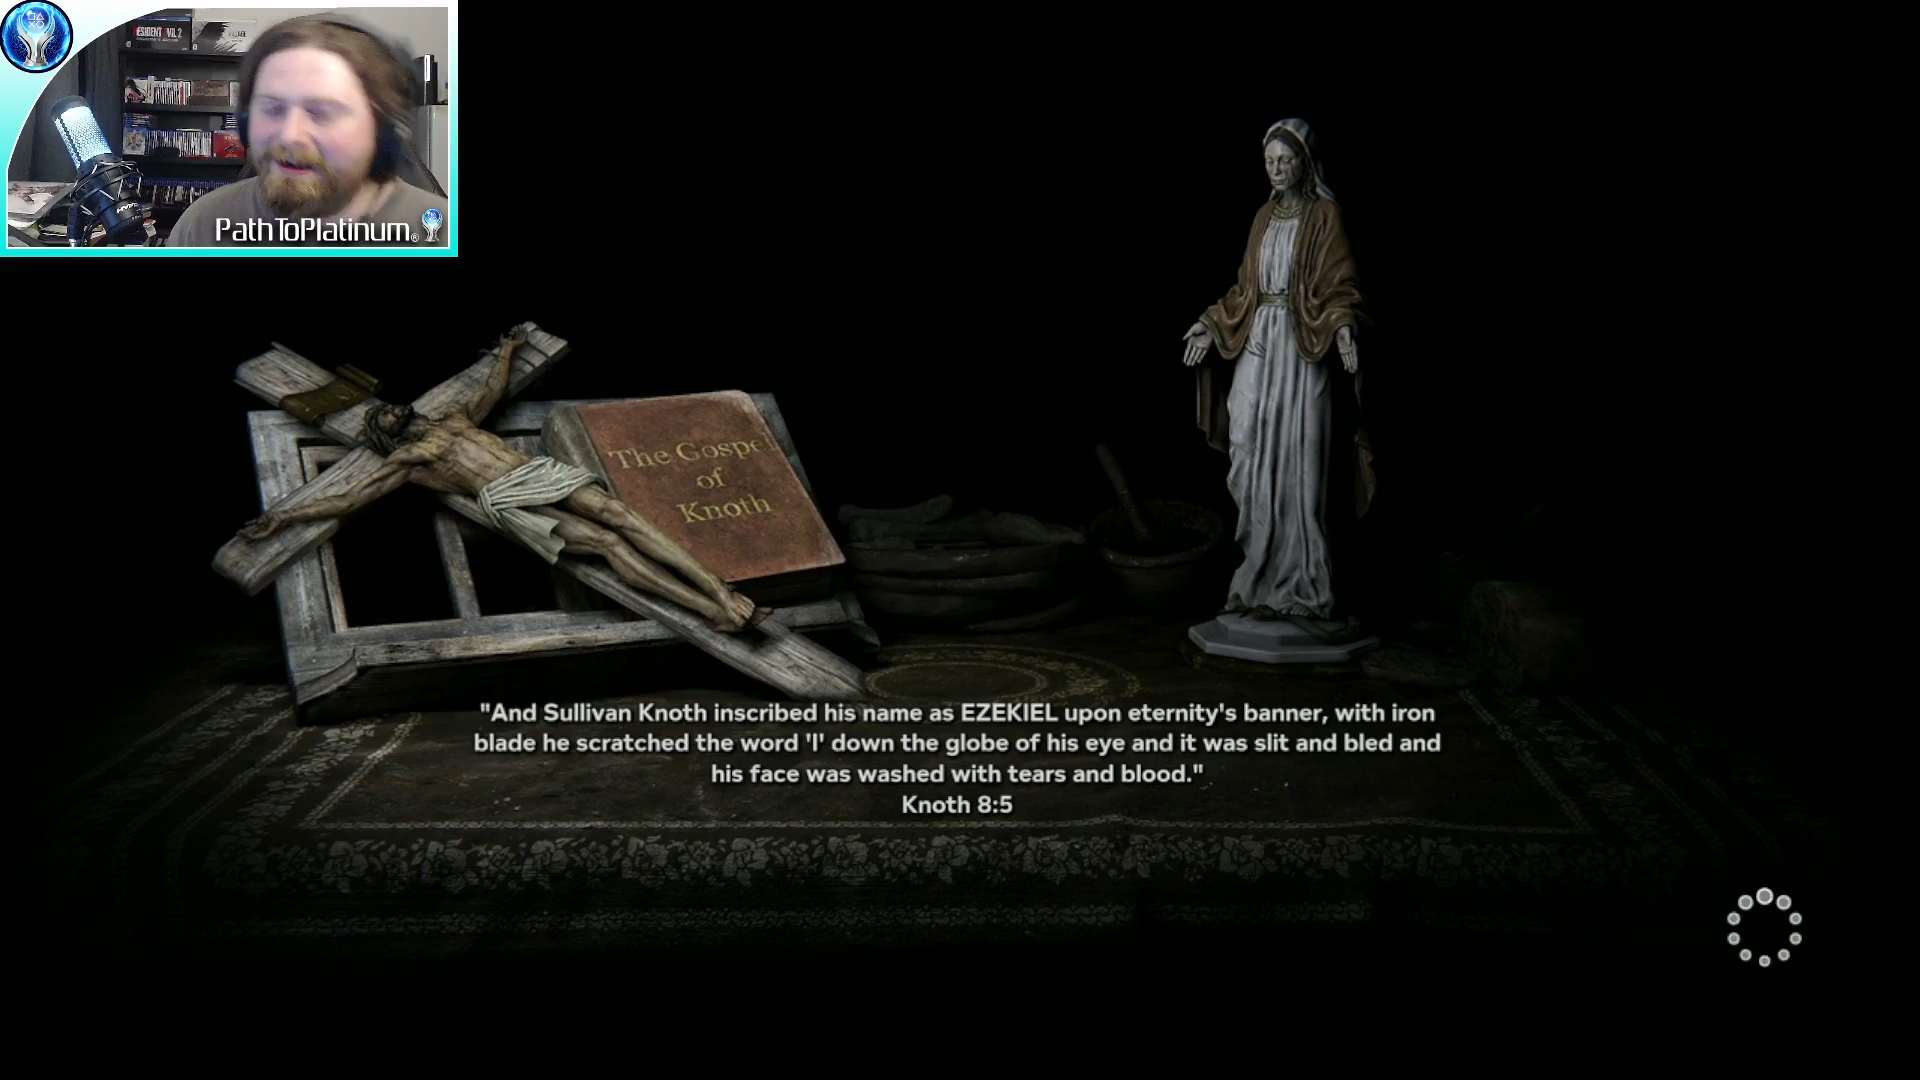 RESIDENT EVIL 2
PathToPlatinum®
The Gospel
of
Knoth
"And Sullivan Knoth inscribed his name as EZEKIEL upon eternity's banner, with iron
blade he scratched the word 'I' down the globe of his eye and it was slit and bled and
his face was washed with tears and blood."
Knoth 8:5